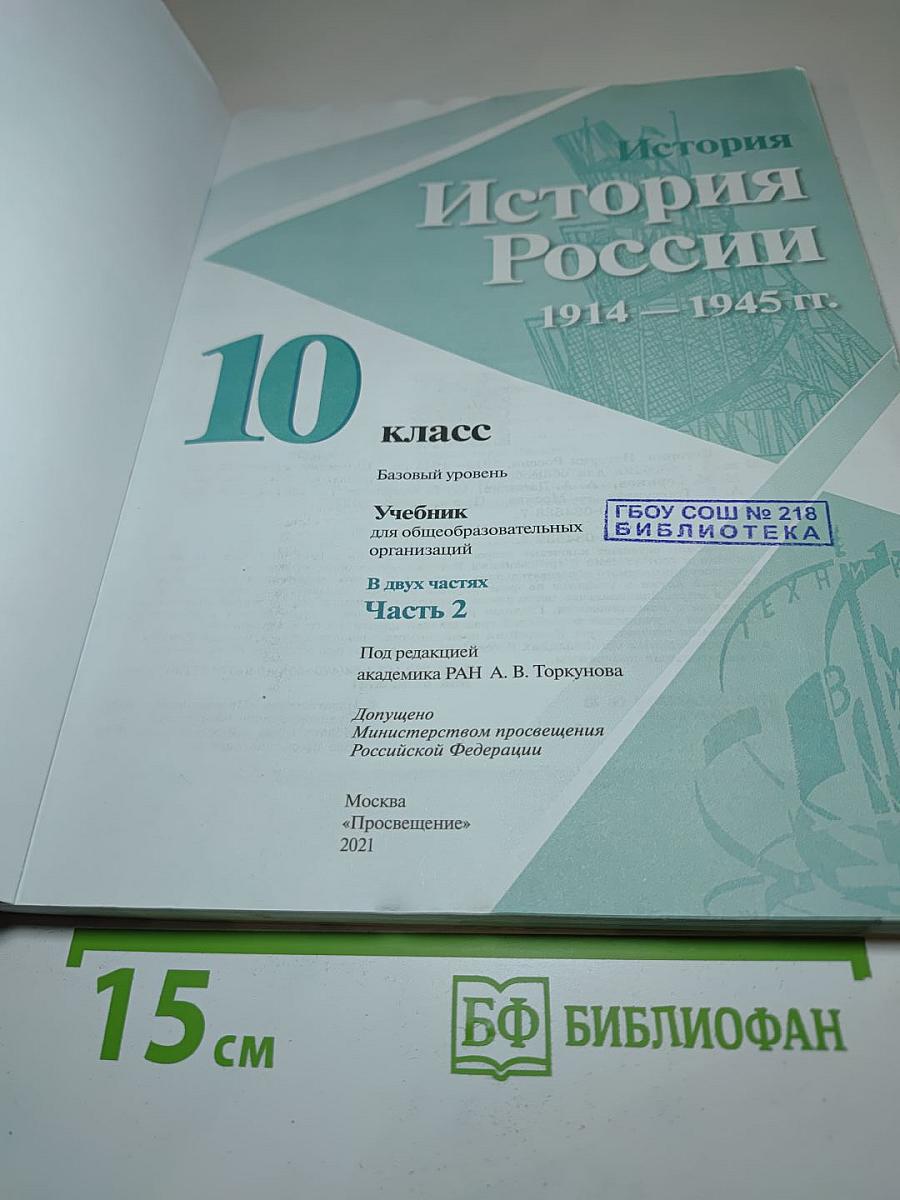 История
История
России
1914 — 1945 гг.
10
класс
Базовый уровень
Учебник
для общеобразовательных
организаций
ГБОУ СОШ № 218
БИБЛИОТЕКА
В двух частях
Часть 2
Под редакцией
академика РАН А. В. Торкунова
Допущено
Министерством просвещения
Российской Федерации
Москва
«Просвещение»
2021
15 см
БФ БИБЛИОФАН